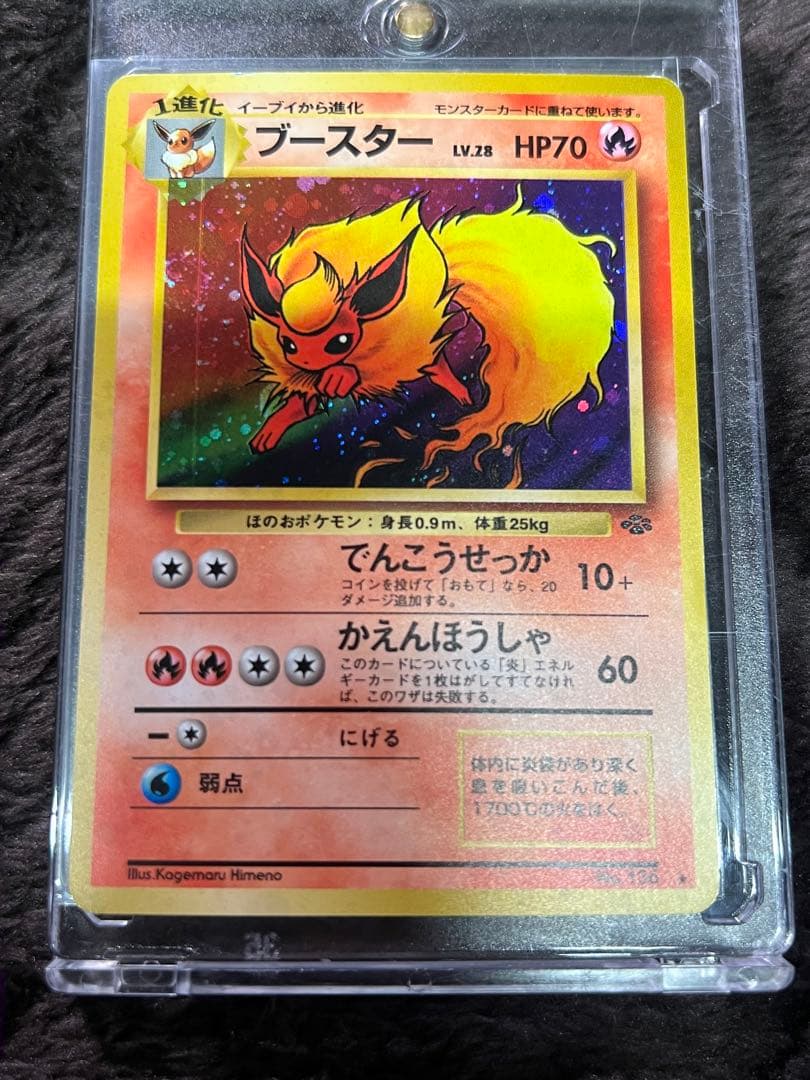 1進化 イーブイから進化 モンスターカードに重ねて使います。
ブースター LV.28 HP70
ほのおポケモン：身長0.9m、体重25kg
でんこうせっか 10+
コインを投げて「おもて」なら、20
ダメージ追加する。
かえんほうしゃ 60
このカードについている「炎」エネル
ギーカードを1枚はがしてすてなけれ
ば、このワザは失敗する。
にげる
弱点
体内に炎袋があり深く
息を吸いこんだ後、
1700℃の火をはく。
Illus.Kagemaru Himeno No.136 ★